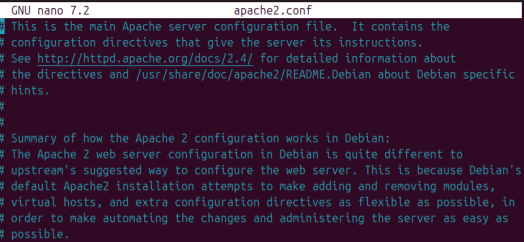 GNU nano 7.2 apache2.conf
# This is the main Apache server configuration file.  It contains the
# configuration directives that give the server its instructions.
# See http://httpd.apache.org/docs/2.4/ for detailed information about
# the directives and /usr/share/doc/apache2/README.Debian about Debian specific
# hints.
#
#
# Summary of how the Apache 2 configuration works in Debian:
# The Apache 2 web server configuration in Debian is quite different to
# upstream's suggested way to configure the web server. This is because Debian's
# default Apache2 installation attempts to make adding and removing modules,
# virtual hosts, and extra configuration directives as flexible as possible, in
# order to make automating the changes and administering the server as easy as
# possible.